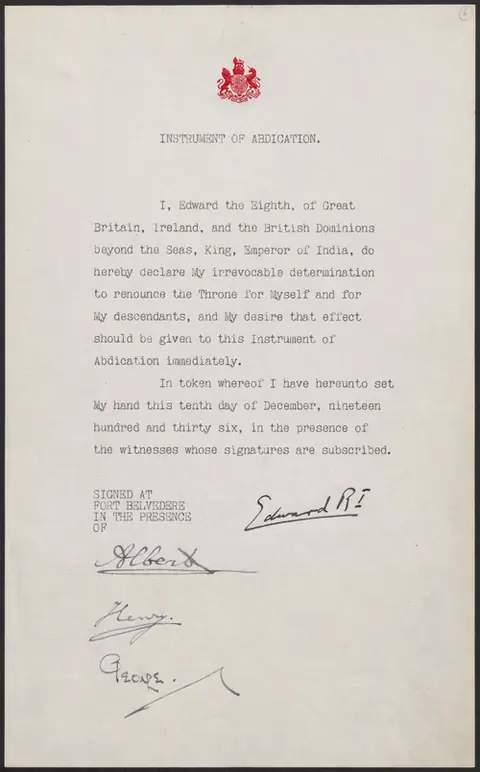 INSTRUMENT OF ABDICATION.
I, Edward the Eighth, of Great
Britain, Ireland, and the British Dominions
beyond the Seas, King, Emperor of India, do
hereby declare My irrevocable determination
to renounce the Throne for Myself and for
My descendants, and My desire that effect
should be given to this Instrument of
Abdication immediately.
In token whereof I have hereunto set
My hand this tenth day of December, nineteen
hundred and thirty six, in the presence of
the witnesses whose signatures are subscribed.
SIGNED AT
FORT BELVEDERE
IN THE PRESENCE
OF
Edward RI
Albert
Henry.
George.